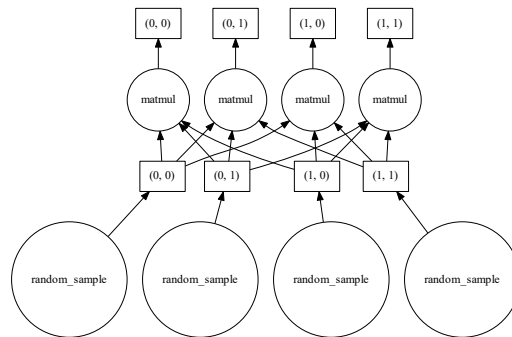 (0, 0) (0, 1) (1, 0) (1, 1)
matmul matmul matmul matmul
(0, 0) (0, 1) (1, 0) (1, 1)
random_sample random_sample random_sample random_sample